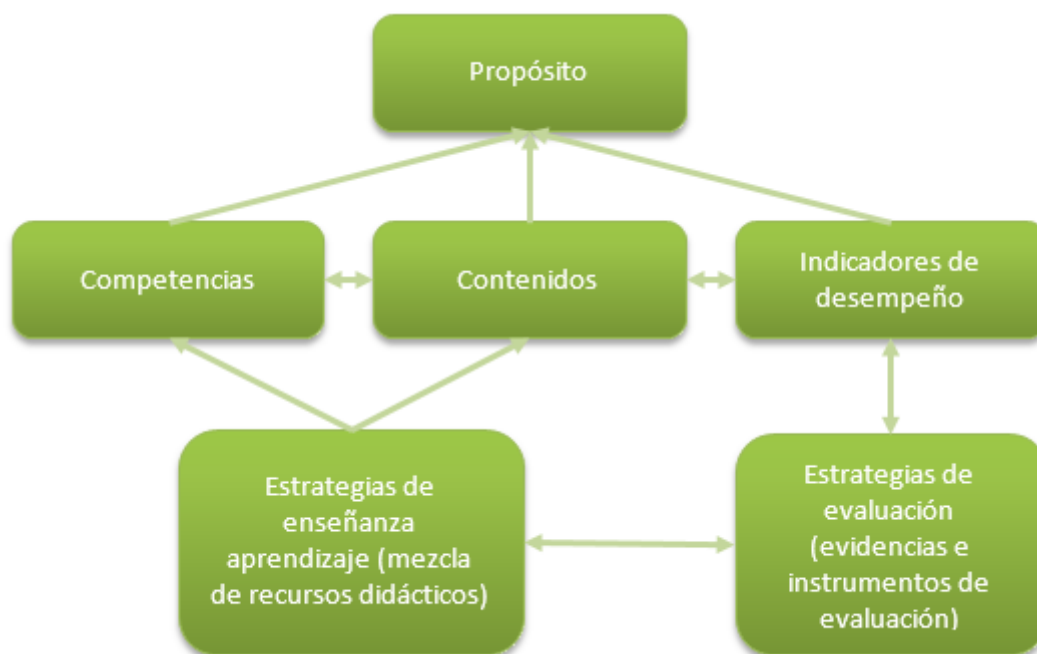 Propósito
Competencias
Contenidos
Indicadores de
desempeño
Estrategias de
enseñanza
aprendizaje (mezcla
de recursos didácticos)
Estrategias de
evaluación
(evidencias e
instrumentos de
evaluación)